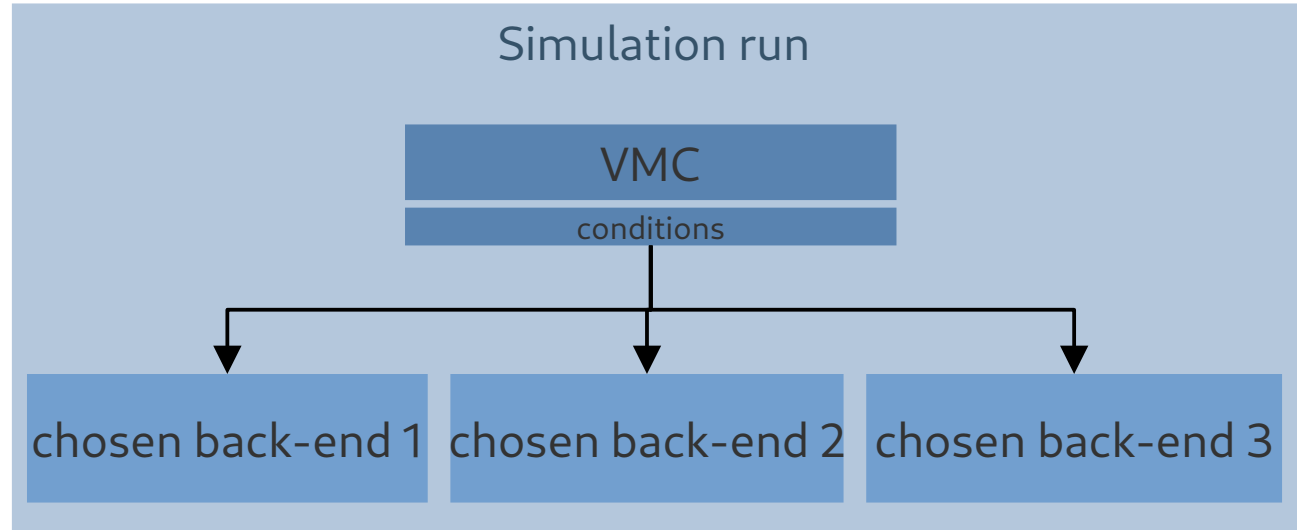 Simulation run
VMC
conditions
chosen back-end 1
chosen back-end 2
chosen back-end 3